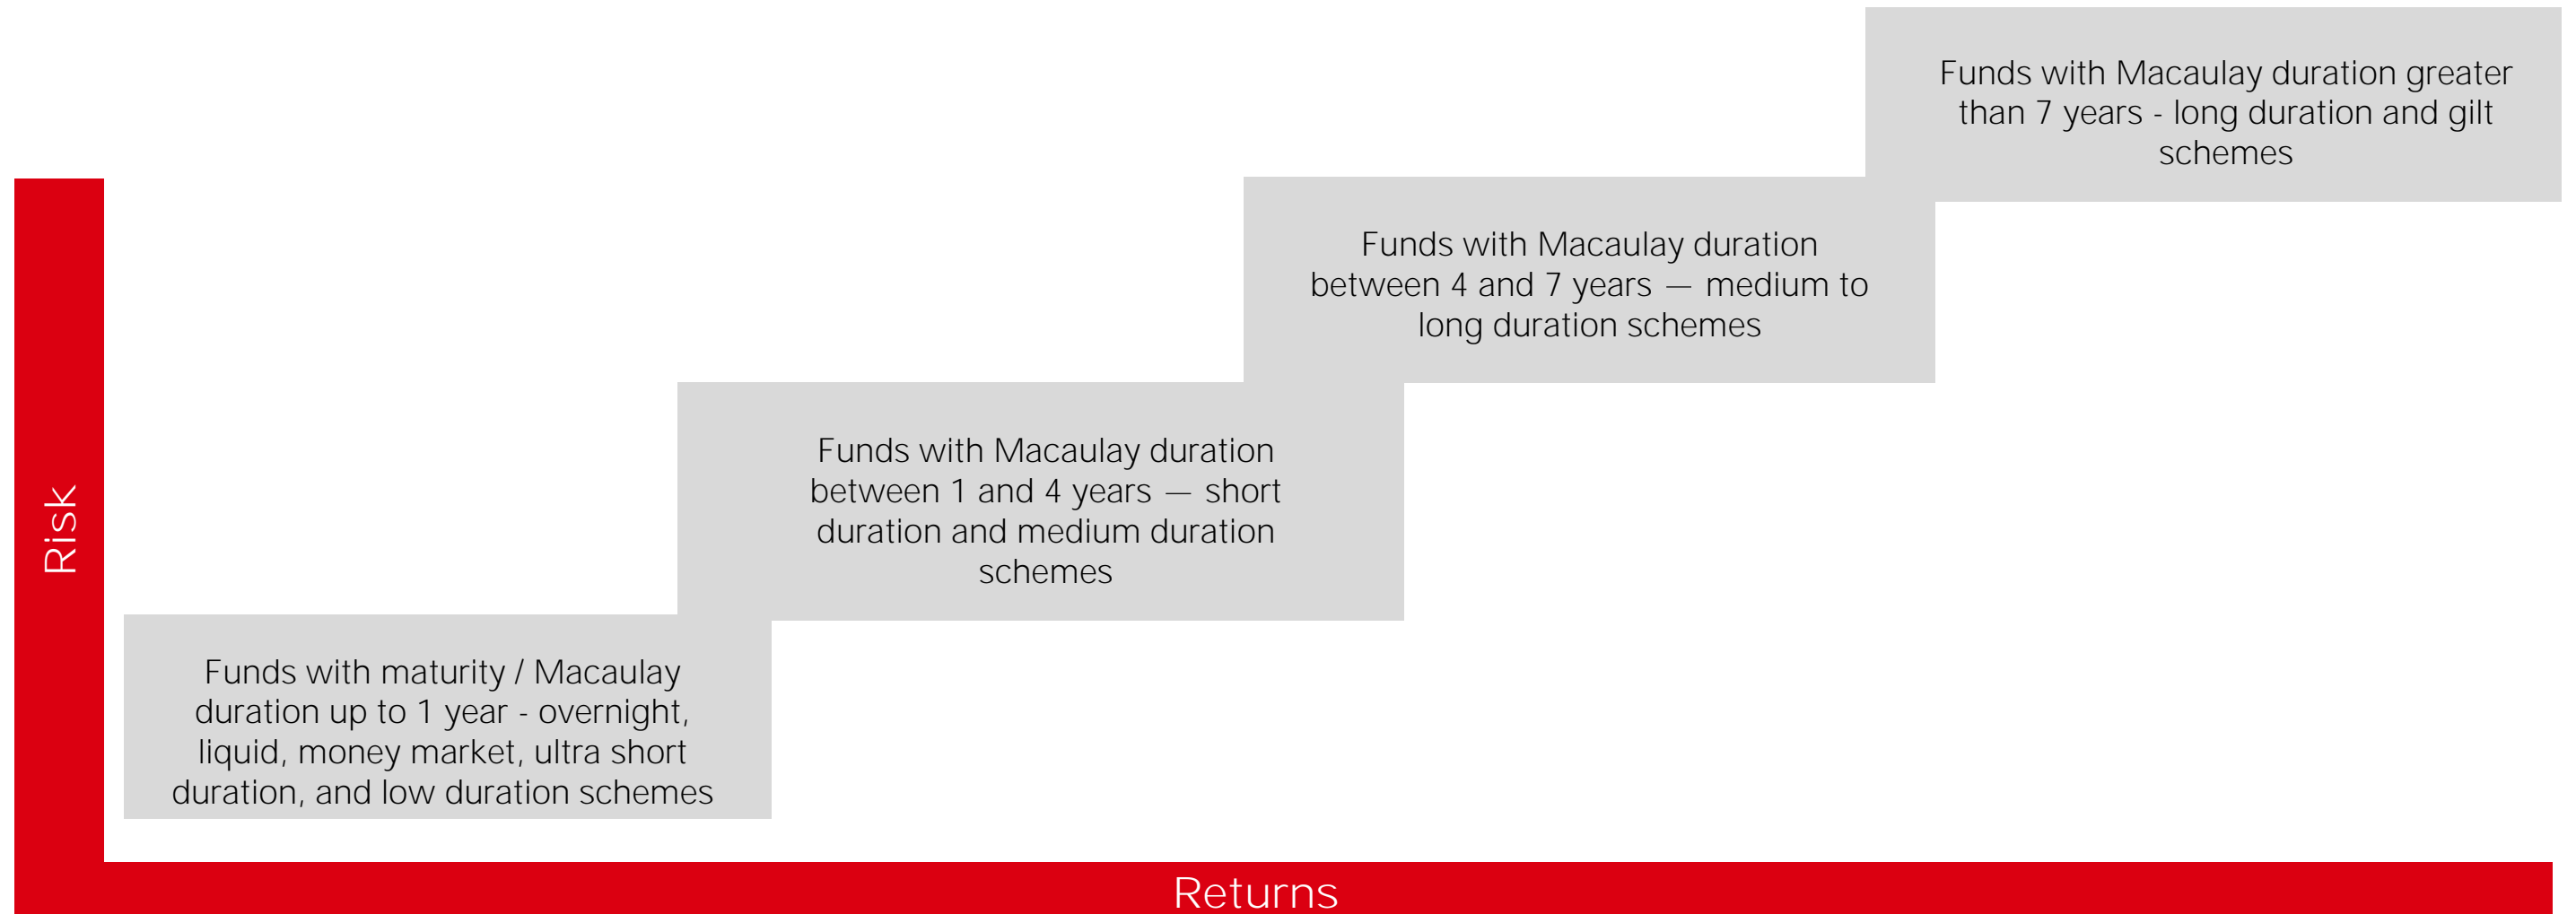 Funds with Macaulay duration greater
than 7 years - long duration and gilt
schemes
Funds with Macaulay duration
between 4 and 7 years — medium to
long duration schemes
Funds with Macaulay duration
between 1 and 4 years — short
duration and medium duration
schemes
Risk
Funds with maturity / Macaulay
duration up to 1 year - overnight,
liquid, money market, ultra short
duration, and low duration schemes
Returns